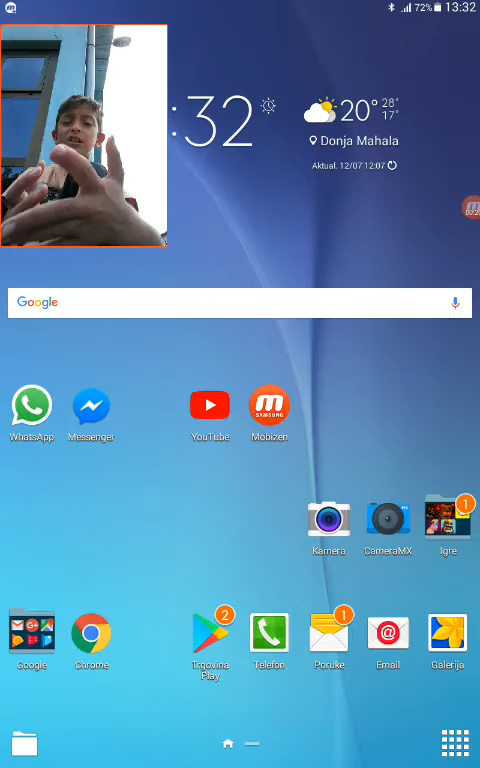 72% 13:32
:32
20° 28°
17°
Donja Mahala
Aktual. 12/07 12:07
Google
WhatsApp Messenger YouTube Mobizen
SAMSUNG
1
Kamera CameraMX Igre
2 1
Google Chrome Trgovina Play Telefon Poruke Email Galerija